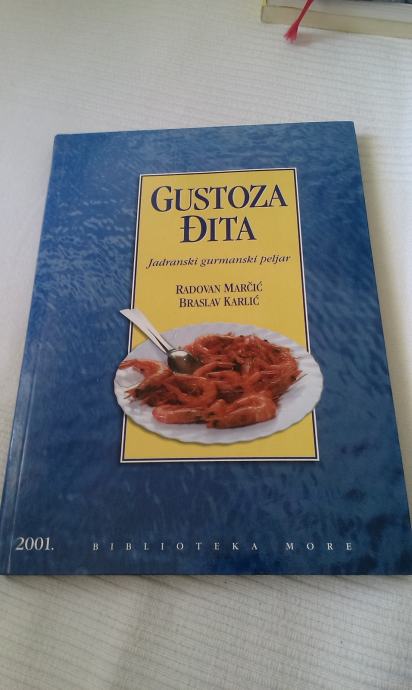 GUSTOZA
ĐITA
Jadranski gurmanski peljar
RADOVAN MARČIĆ
BRASLAV KARLIĆ
2001. BIBLIOTEKA MORE